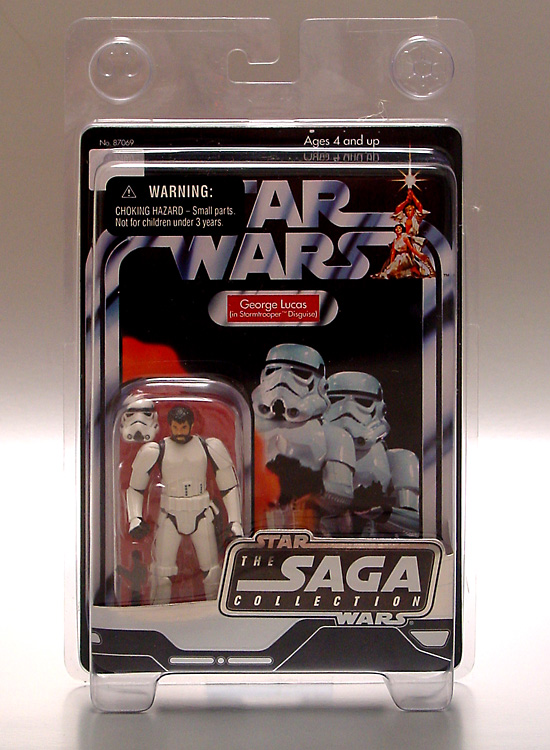 No. 87069
Ages 4 and up
WARNING:
CHOKING HAZARD – Small parts.
Not for children under 3 years.
STAR
WARS
™
George Lucas
(in Stormtrooper™ Disguise)
STAR
THE SAGA
COLLECTION
WARS®